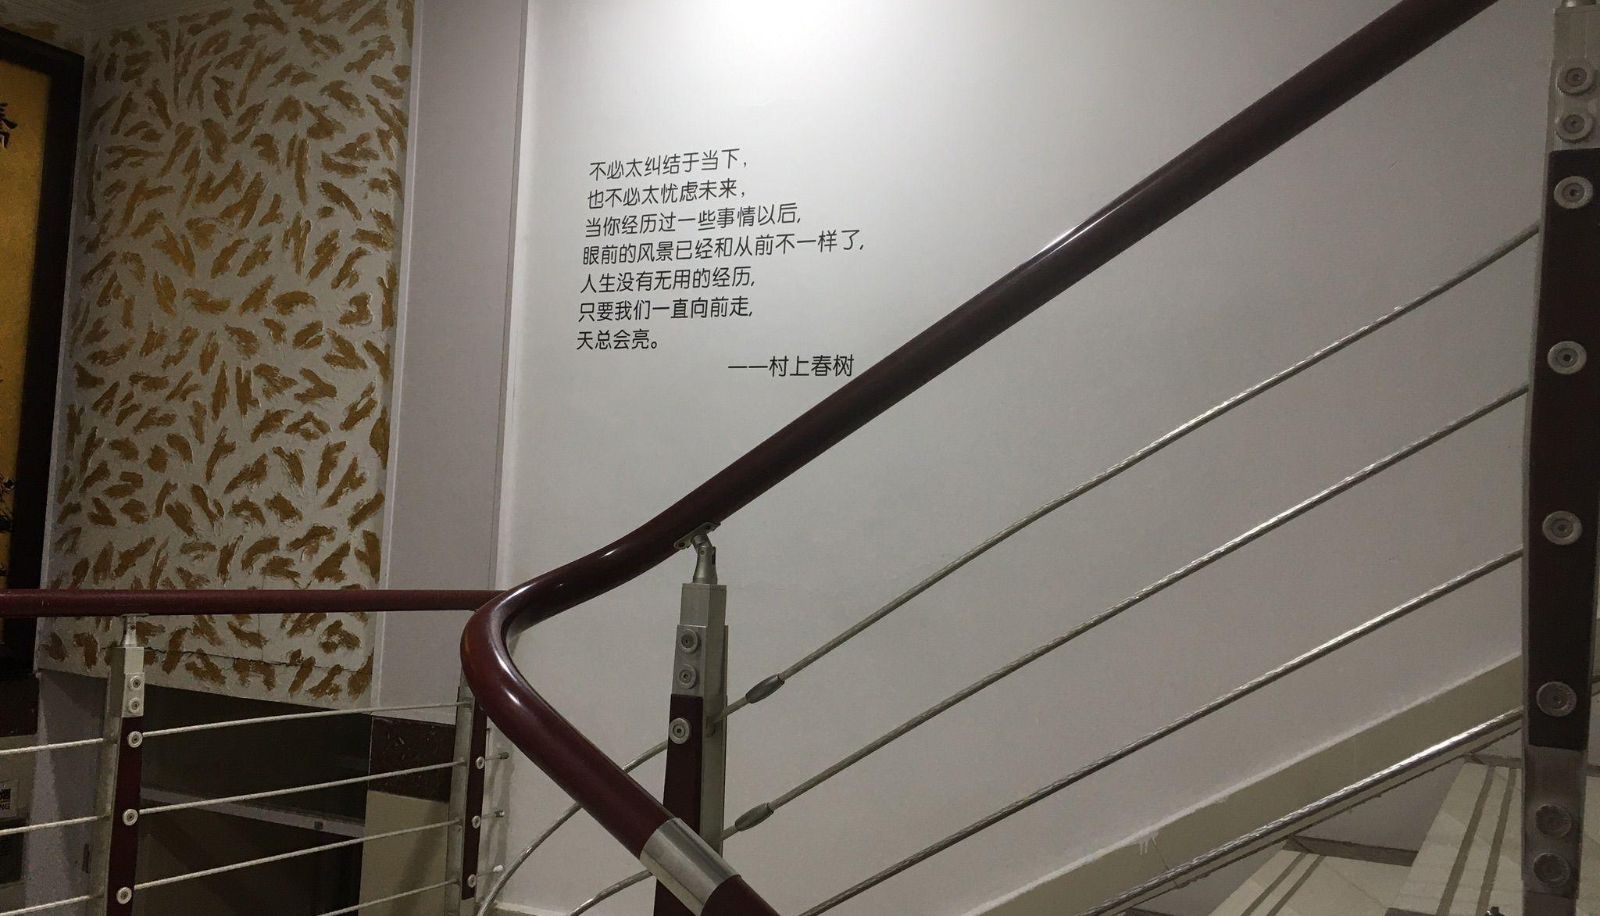 不必太纠结于当下，
也不必太忧虑未来，
当你经历过一些事情以后，
眼前的风景已经和从前不一样了，
人生没有无用的经历，
只要我们一直向前走，
天总会亮。
——村上春树